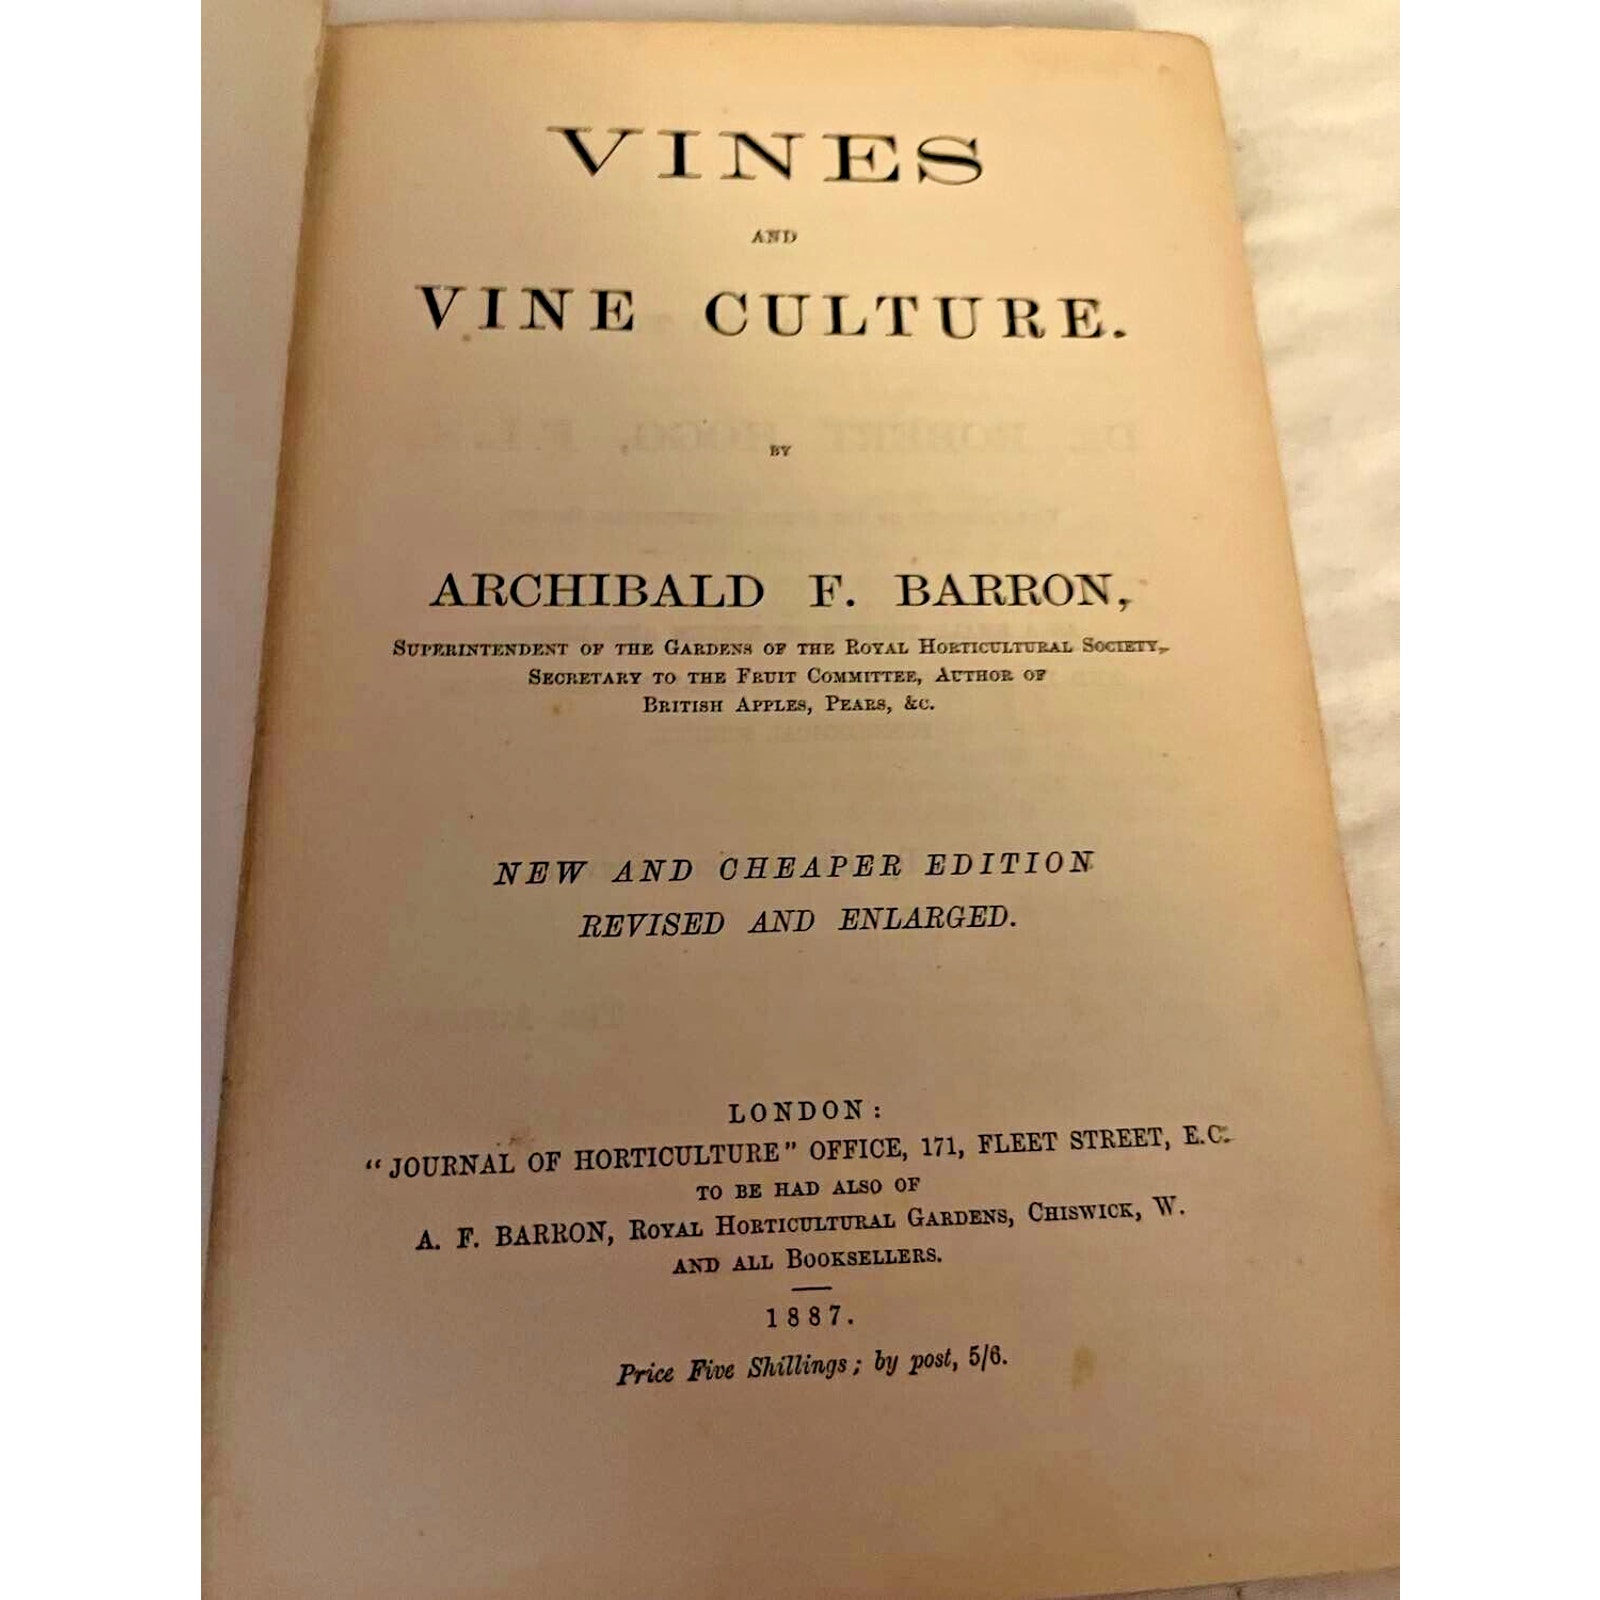 VINES
AND
VINE CULTURE.
BY
ARCHIBALD F. BARRON,
SUPERINTENDENT OF THE GARDENS OF THE ROYAL HORTICULTURAL SOCIETY,
SECRETARY TO THE FRUIT COMMITTEE, AUTHOR OF
BRITISH APPLES, PEARS, &C.
NEW AND CHEAPER EDITION
REVISED AND ENLARGED.
LONDON:
"JOURNAL OF HORTICULTURE" OFFICE, 171, FLEET STREET, E.C.
TO BE HAD ALSO OF
A. F. BARRON, ROYAL HORTICULTURAL GARDENS, CHISWICK, W.
AND ALL BOOKSELLERS.
1887.
Price Five Shillings; by post, 5/6.